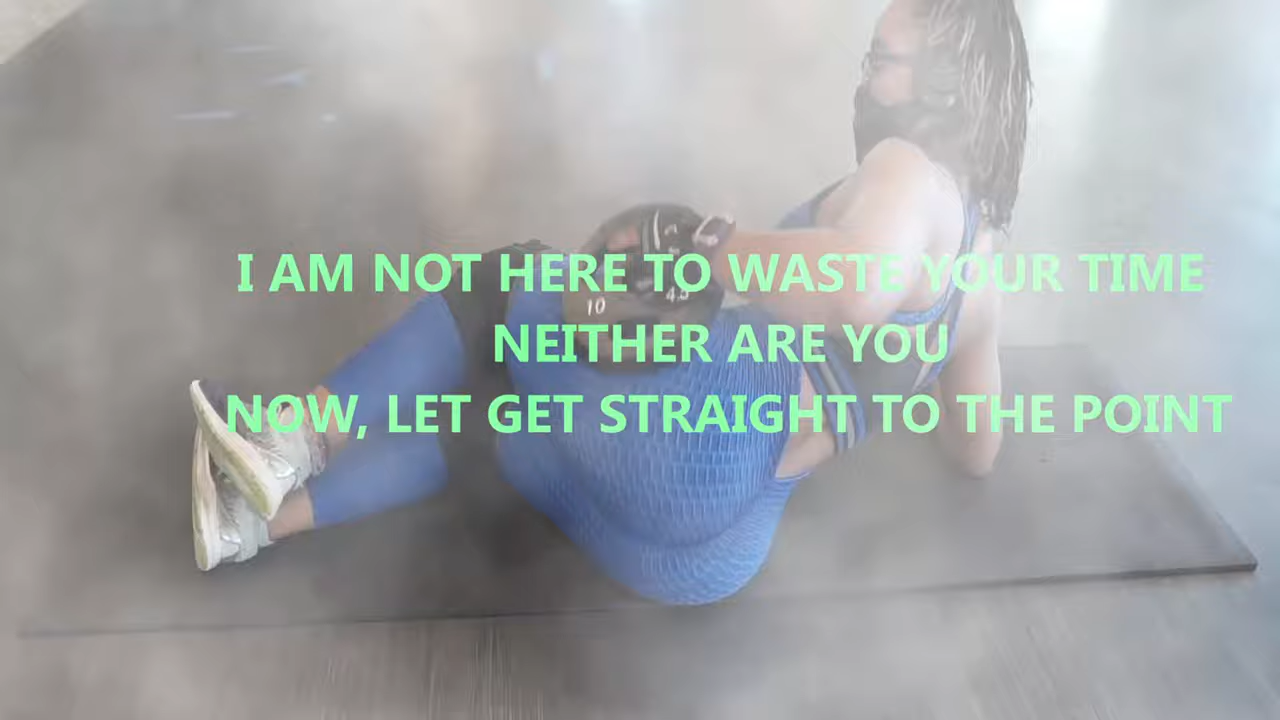 I AM NOT HERE TO WASTE YOUR TIME
NEITHER ARE YOU
NOW, LET GET STRAIGHT TO THE POINT
10